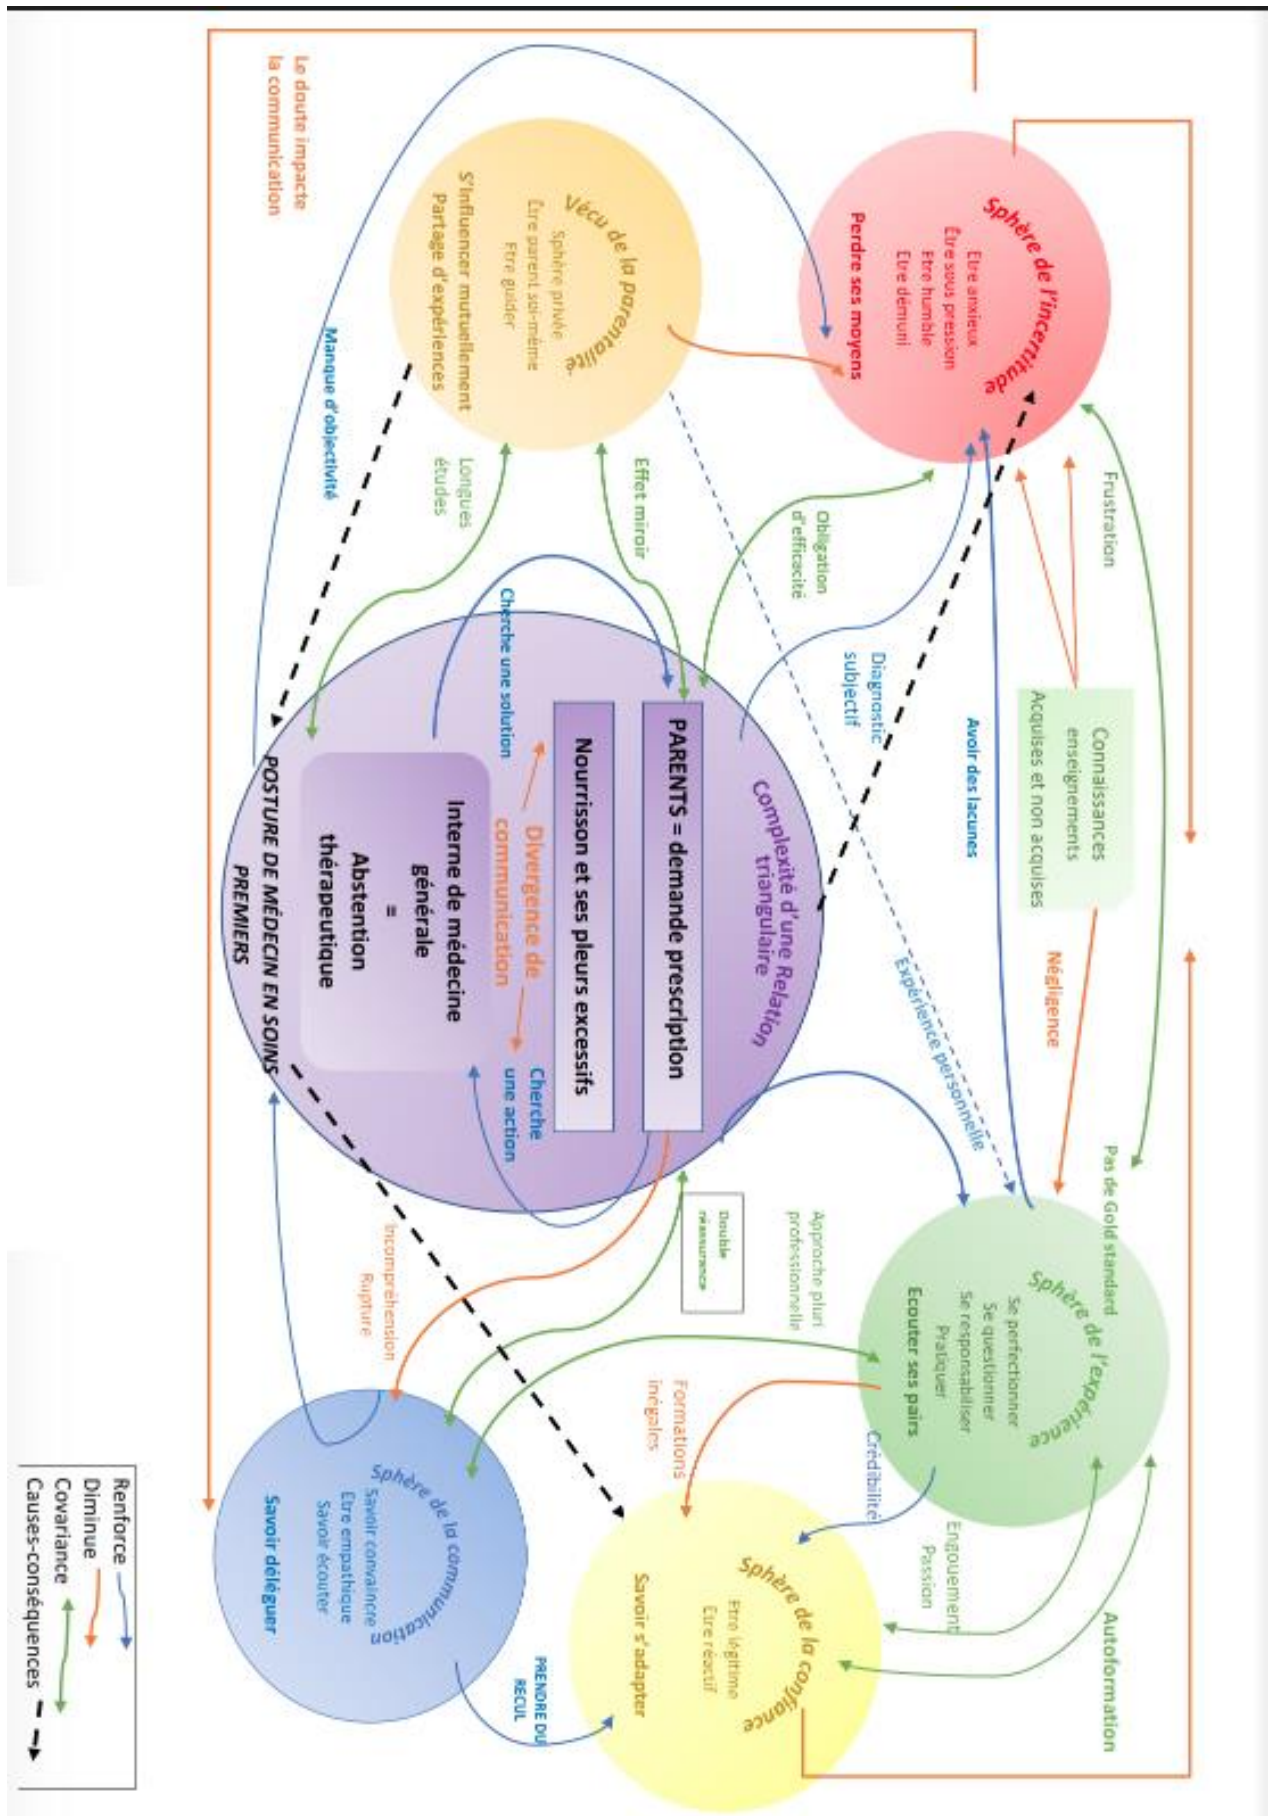 Sphère de l'incertitude
Etre anxieux
Être sous pression
Etre humble
Etre démuni
Perdre ses moyens
Frustration
Connaissances
enseignements
Acquises et non acquises
Négligence
Pas de Gold standard
Sphère de l'expérience
Se perfectionner
Se questionner
Se responsabiliser
Pratiquer
Ecouter ses pairs
Autoformation
Engouement
Passion
Crédibilité
Avoir des lacunes
Expérience personnelle
Diagnostic
subjectif
Obligation
d'efficacité
Approche pluri
professionnelle
Double
réassurance
Formations
inégales
Vécu de la parentalité
Sphère privée
Être parent soi-même
Etre guider
S'Influencer mutuellement
Partage d'expériences
Effet miroir
Longues
études
Complexité d'une Relation
triangulaire
PARENTS = demande prescription
Nourrisson et ses pleurs excessifs
Divergence de
communication
Cherche une solution
Cherche
une action
Interne de médecine
générale
=
Abstention
thérapeutique
POSTURE DE MÉDECIN EN SOINS
PREMIERS
Sphère de la confiance
Etre légitime
Etre réactif
Savoir s'adapter
PRENDRE DU
RECUL
Incompréhension
Rupture
Sphère de la communication
Savoir convaincre
Etre empathique
Savoir écouter
Savoir déléguer
Manque d'objectivité
Le doute impacte
la communication
Renforce
Diminue
Covariance
Causes-conséquences